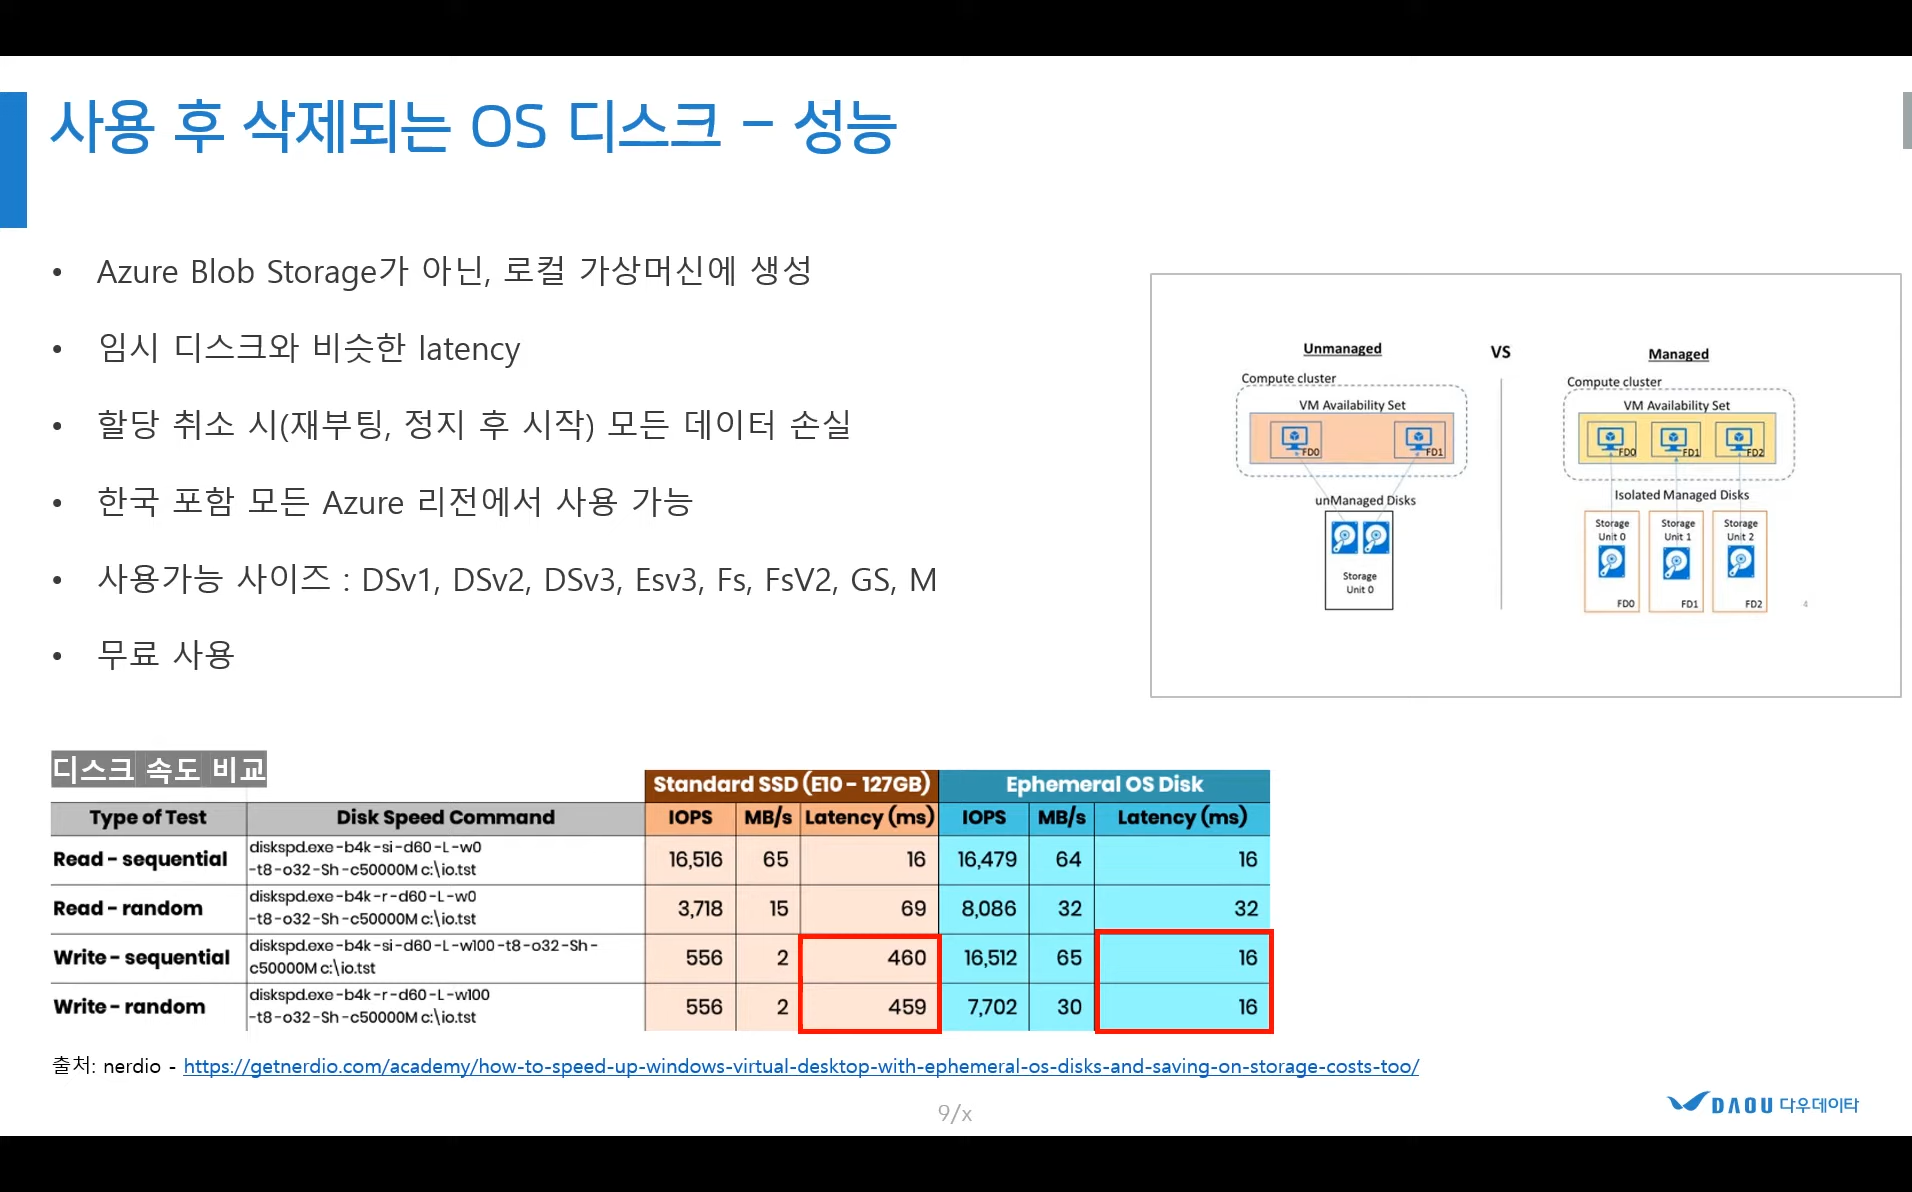 사용 후 삭제되는 OS 디스크 – 성능
• Azure Blob Storage가 아닌, 로컬 가상머신에 생성
• 임시 디스크와 비슷한 latency
• 할당 취소 시(재부팅, 정지 후 시작) 모든 데이터 손실
• 한국 포함 모든 Azure 리전에서 사용 가능
• 사용가능 사이즈 : DSv1, DSv2, DSv3, Esv3, Fs, FsV2, GS, M
• 무료 사용
Unmanaged VS Managed
Compute cluster
VM Availability Set
FD0 FD1
unManaged Disks
Storage
Unit 0
Compute cluster
VM Availability Set
FD0 FD1 FD2
Isolated Managed Disks
Storage Storage Storage
Unit 0 Unit 1 Unit 2
FD0 FD1 FD2
4
디스크 속도 비교
Standard SSD (E10 - 127GB) Ephemeral OS Disk
Type of Test Disk Speed Command IOPS MB/s Latency (ms) IOPS MB/s Latency (ms)
Read - sequential diskspd.exe -b4k -si -d60 -L -w0
-t8 -o32 -Sh -c50000M c:\io.tst 16,516 65 16 16,479 64 16
Read - random diskspd.exe -b4k -r -d60 -L -w0
-t8 -o32 -Sh -c50000M c:\io.tst 3,718 15 69 8,086 32 32
Write - sequential diskspd.exe -b4k -si -d60 -L -w100 -t8 -o32 -Sh -
c50000M c:\io.tst 556 2 460 16,512 65 16
Write - random diskspd.exe -b4k -r -d60 -L -w100
-t8 -o32 -Sh -c50000M c:\io.tst 556 2 459 7,702 30 16
출처: nerdio - https://getnerdio.com/academy/how-to-speed-up-windows-virtual-desktop-with-ephemeral-os-disks-and-saving-on-storage-costs-too/
9/x
DAOU 다우데이타